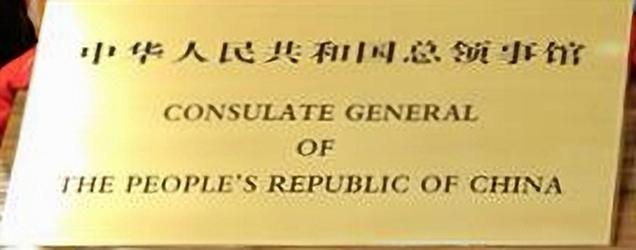 中华人民共和国总领事馆
CONSULATE GENERAL
OF
THE PEOPLE'S REPUBLIC OF CHINA